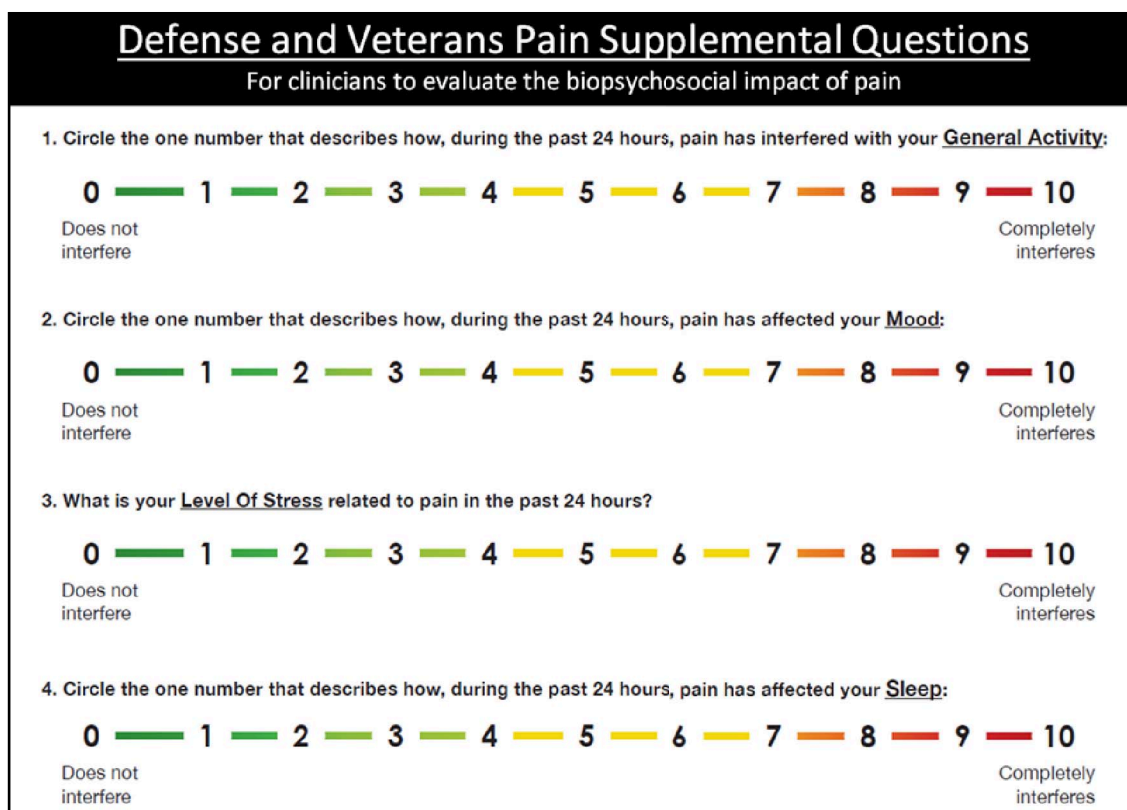 Defense and Veterans Pain Supplemental Questions
For clinicians to evaluate the biopsychosocial impact of pain
1. Circle the one number that describes how, during the past 24 hours, pain has interfered with your General Activity:
0 1 2 3 4 5 6 7 8 9 10
Does not Completely
interfere interferes
2. Circle the one number that describes how, during the past 24 hours, pain has affected your Mood:
0 1 2 3 4 5 6 7 8 9 10
Does not Completely
interfere interferes
3. What is your Level Of Stress related to pain in the past 24 hours?
0 1 2 3 4 5 6 7 8 9 10
Does not Completely
interfere interferes
4. Circle the one number that describes how, during the past 24 hours, pain has affected your Sleep:
0 1 2 3 4 5 6 7 8 9 10
Does not Completely
interfere interferes